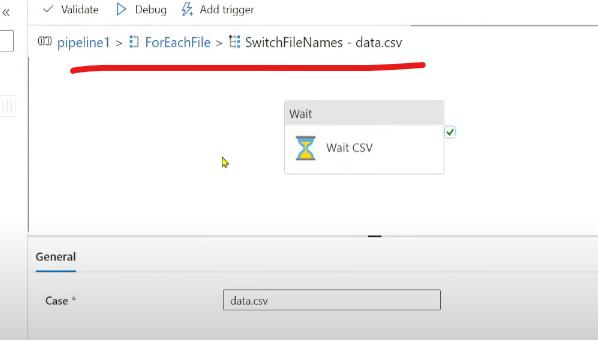 «
Validate Debug Add trigger
pipeline1 > ForEachFile > SwitchFileNames - data.csv
Wait
Wait CSV
General
Case * data.csv